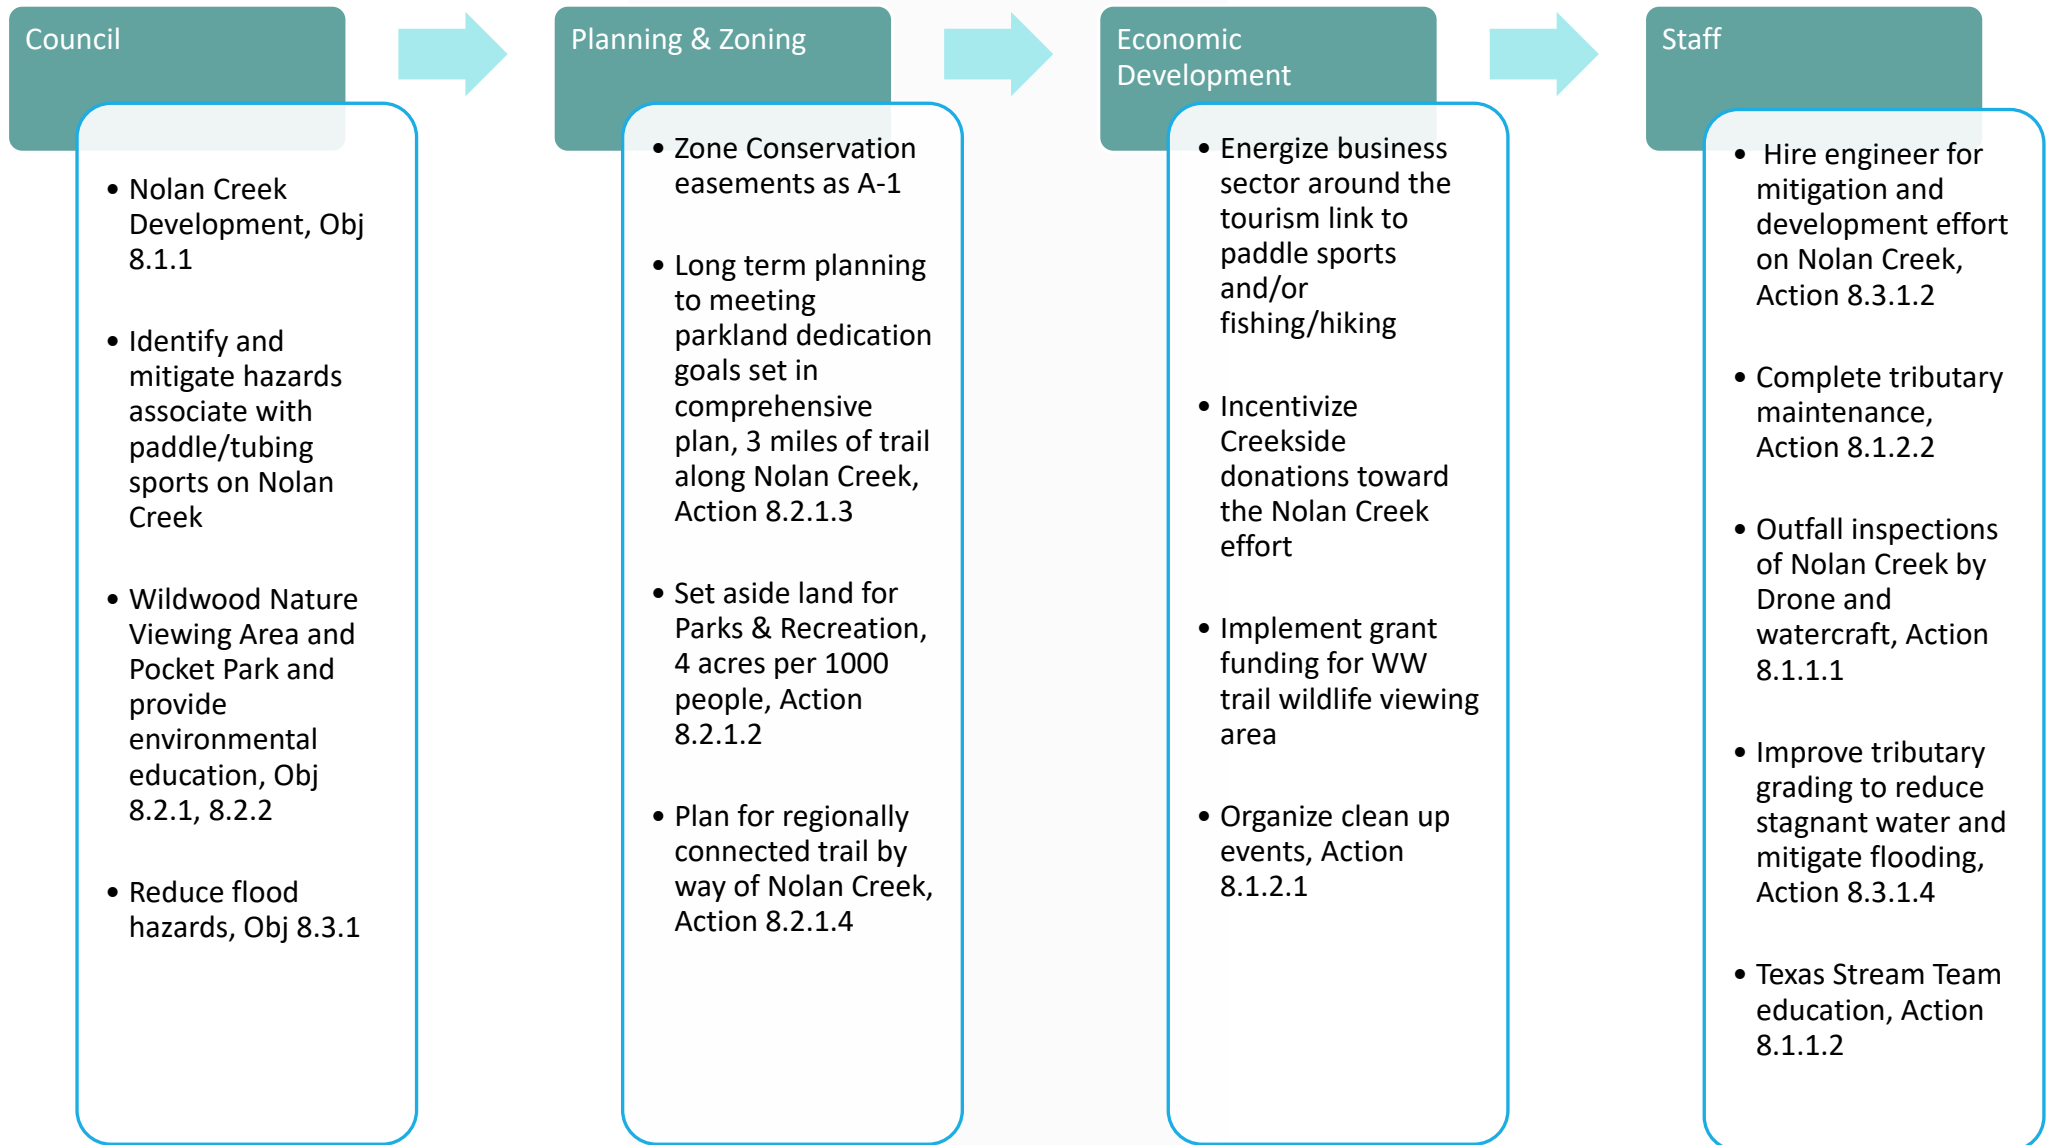 Council
• Nolan Creek
Development, Obj
8.1.1
• Identify and
mitigate hazards
associate with
paddle/tubing
sports on Nolan
Creek
• Wildwood Nature
Viewing Area and
Pocket Park and
provide
environmental
education, Obj
8.2.1, 8.2.2
• Reduce flood
hazards, Obj 8.3.1
Planning & Zoning
• Zone Conservation
easements as A-1
• Long term planning
to meeting
parkland dedication
goals set in
comprehensive
plan, 3 miles of trail
along Nolan Creek,
Action 8.2.1.3
• Set aside land for
Parks & Recreation,
4 acres per 1000
people, Action
8.2.1.2
• Plan for regionally
connected trail by
way of Nolan Creek,
Action 8.2.1.4
Economic
Development
• Energize business
sector around the
tourism link to
paddle sports
and/or
fishing/hiking
• Incentivize
Creekside
donations toward
the Nolan Creek
effort
• Implement grant
funding for WW
trail wildlife viewing
area
• Organize clean up
events, Action
8.1.2.1
Staff
• Hire engineer for
mitigation and
development effort
on Nolan Creek,
Action 8.3.1.2
• Complete tributary
maintenance,
Action 8.1.2.2
• Outfall inspections
of Nolan Creek by
Drone and
watercraft, Action
8.1.1.1
• Improve tributary
grading to reduce
stagnant water and
mitigate flooding,
Action 8.3.1.4
• Texas Stream Team
education, Action
8.1.1.2